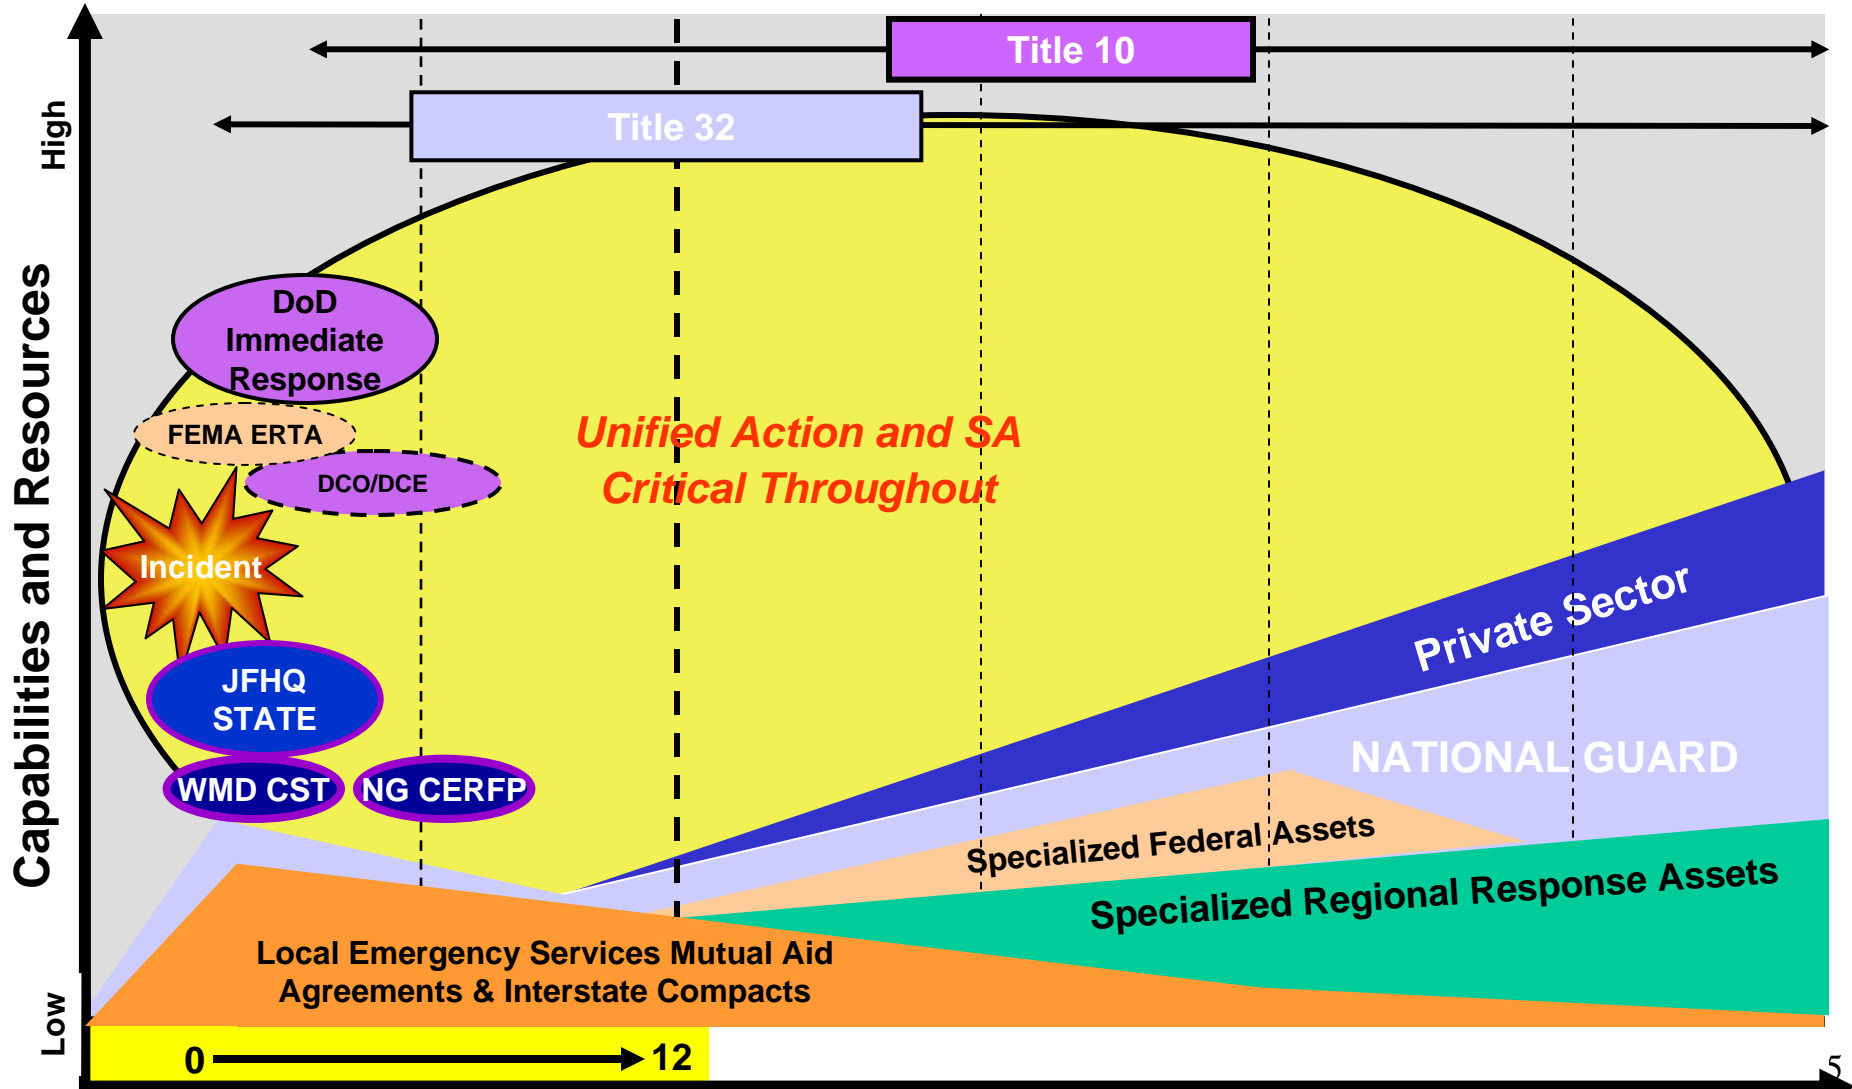 Title 10
Title 32
High
Capabilities and Resources
Low
DoD
Immediate
Response
FEMA ERTA
DCO/DCE
Unified Action and SA
Critical Throughout
Incident
JFHQ
STATE
WMD CST
NG CERFP
Private Sector
NATIONAL GUARD
Specialized Federal Assets
Specialized Regional Response Assets
Local Emergency Services Mutual Aid
Agreements & Interstate Compacts
0
12
5